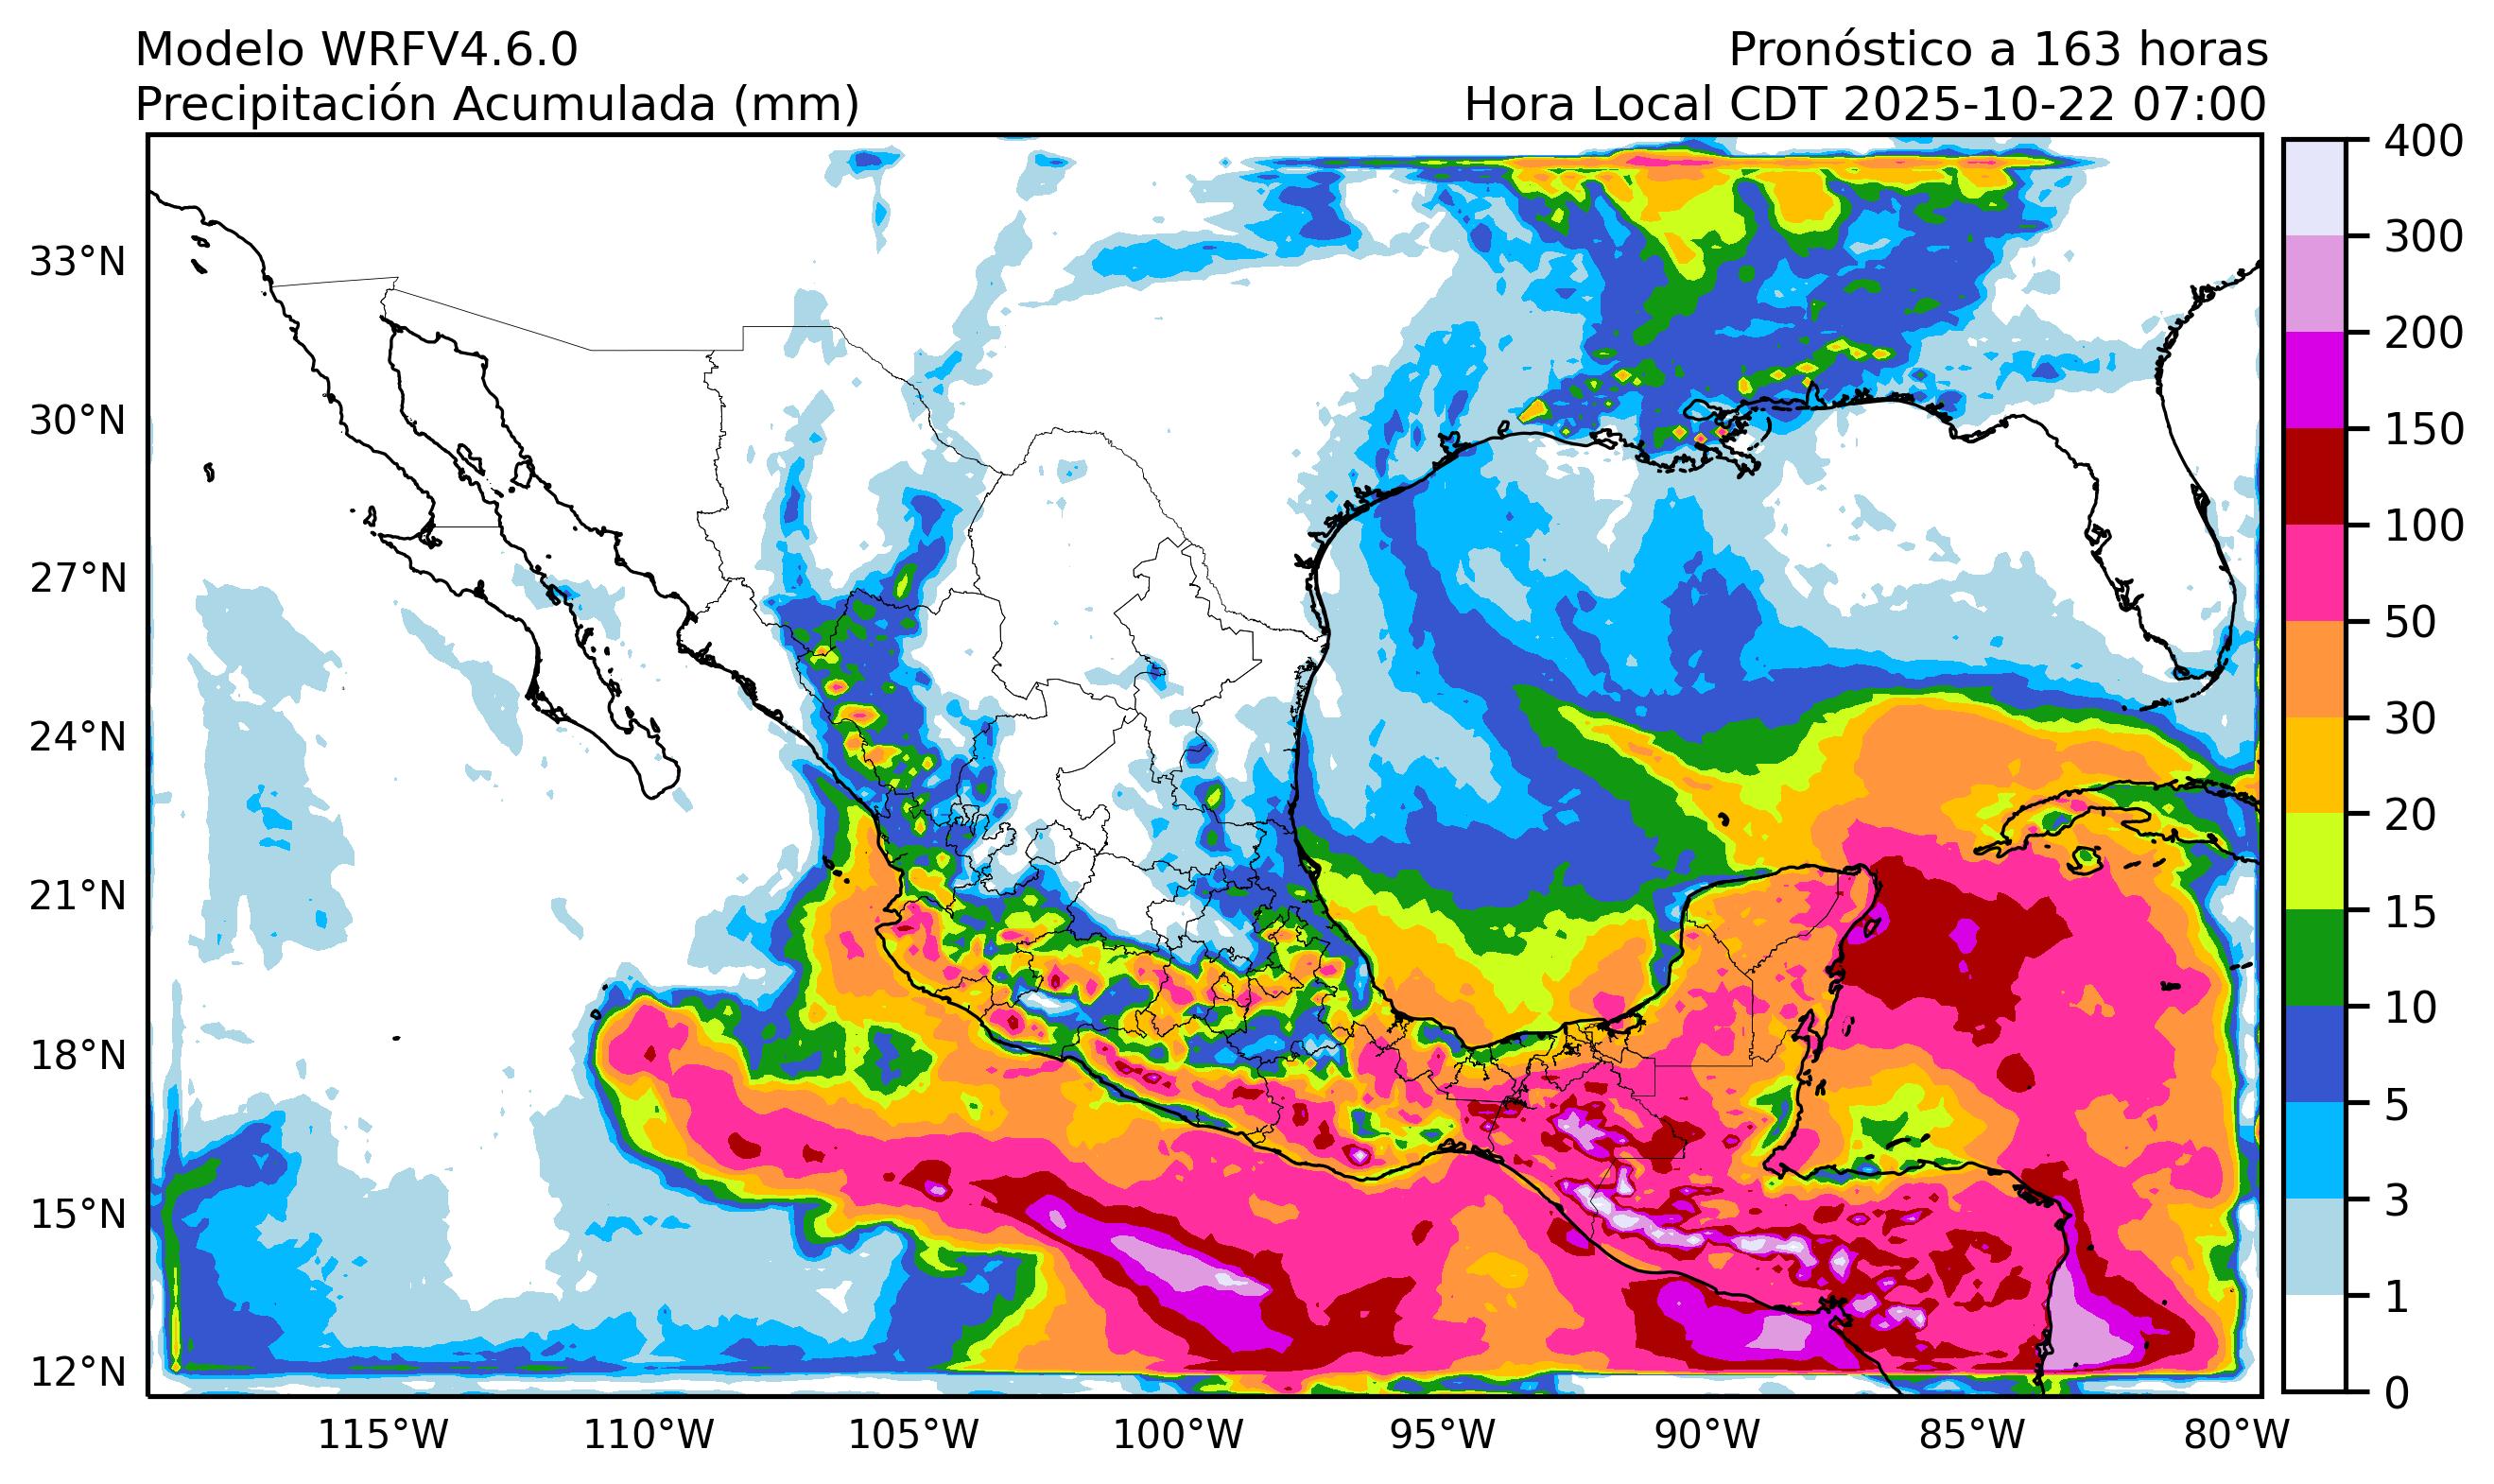 Modelo WRFV4.6.0
Pronóstico a 163 horas
Precipitación Acumulada (mm)
Hora Local CDT 2025-10-22 07:00
33°N
30°N
27°N
24°N
21°N
18°N
15°N
12°N
115°W
110°W
105°W
100°W
95°W
90°W
85°W
80°W
400
300
200
150
100
50
30
20
15
10
5
3
1
0